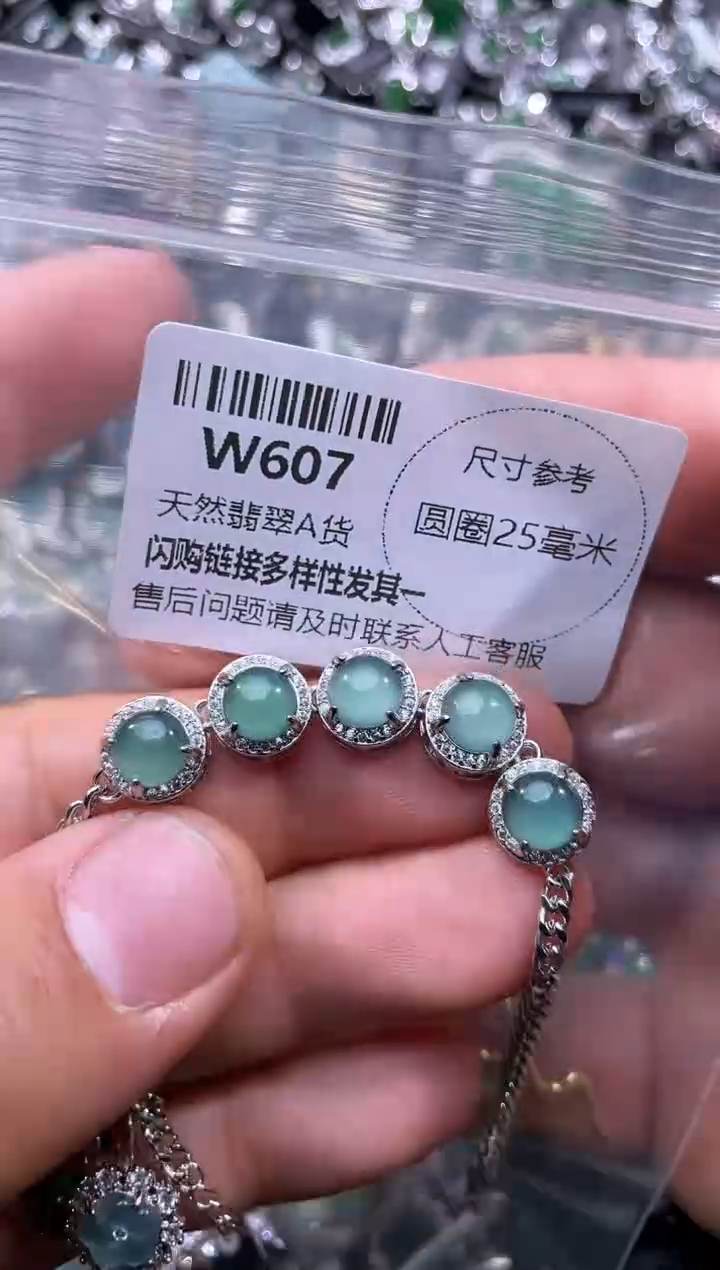 W607
天然翡翠A货
闪购链接多样性发其一
售后问题请及时联系人工客服
尺寸参考
圆圈25毫米